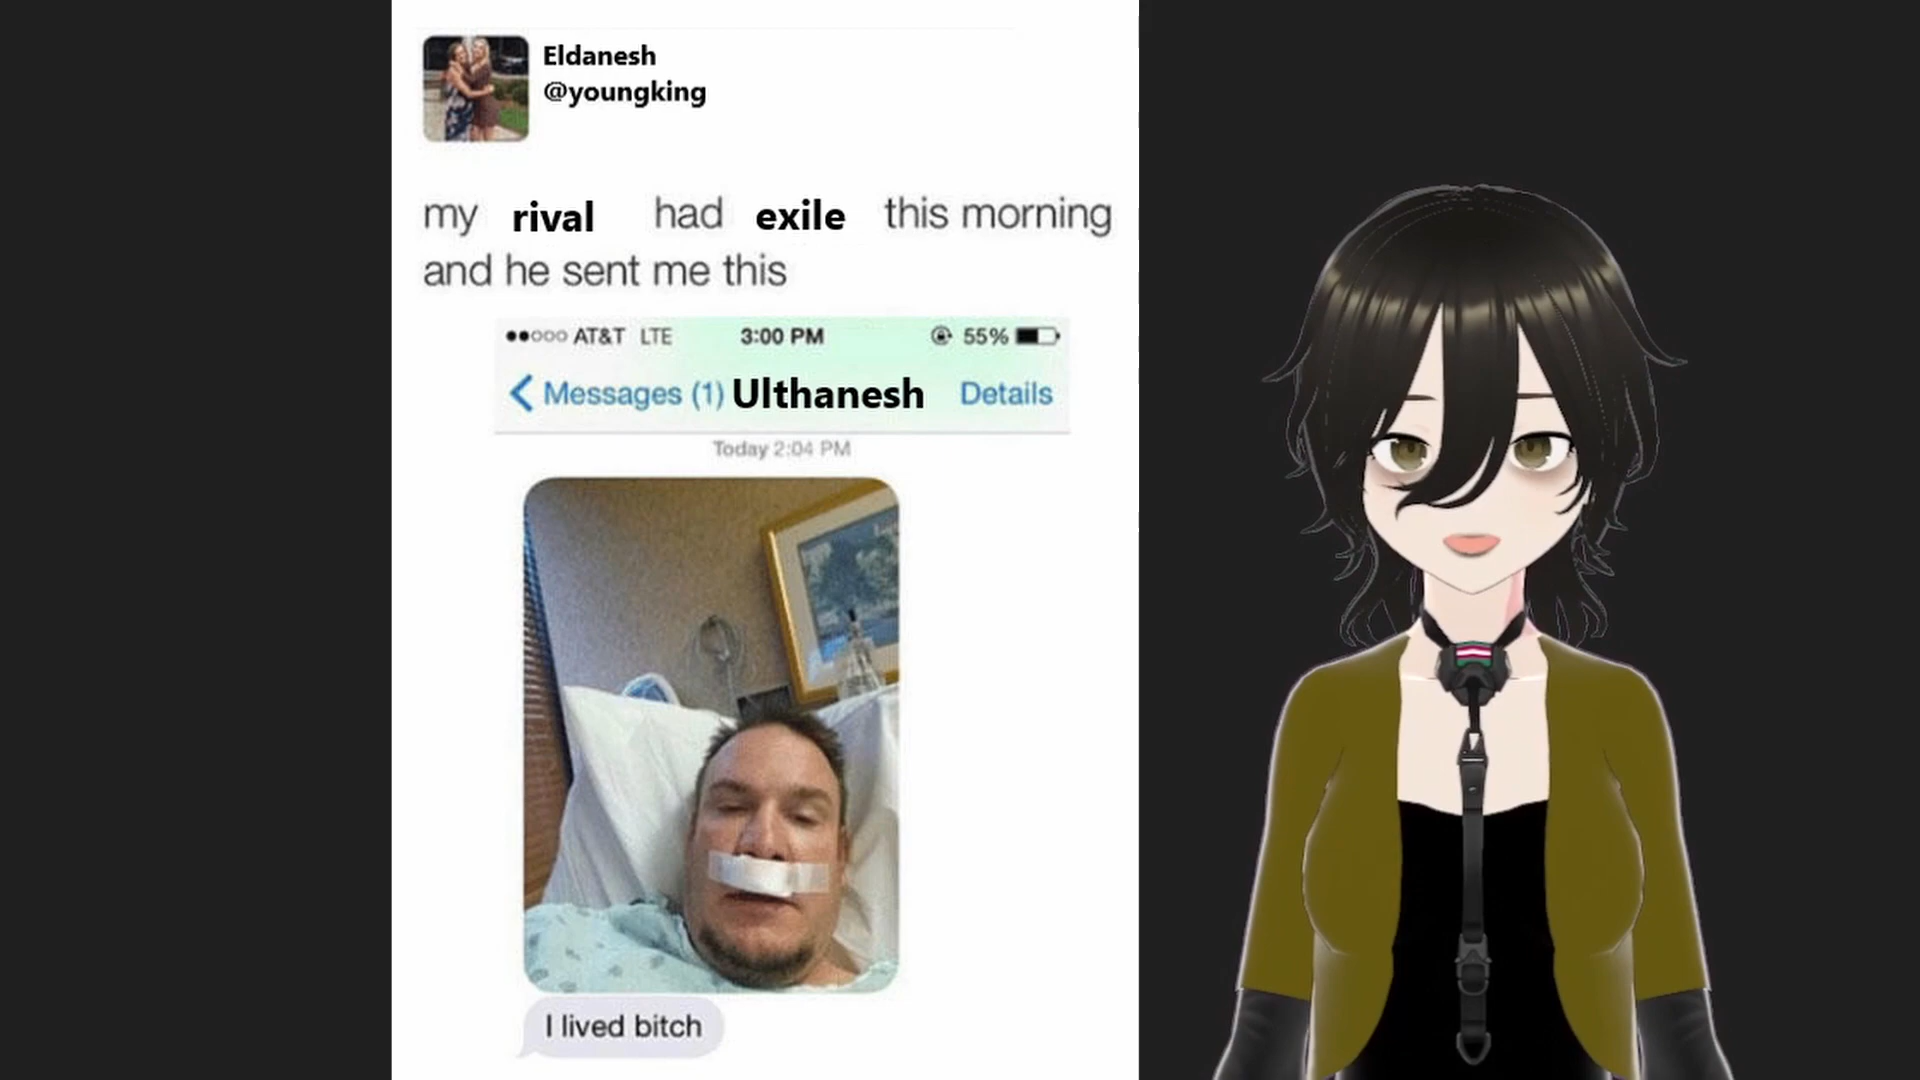 Eldanesh
@youngking
my rival had exile this morning
and he sent me this
AT&T LTE 3:00 PM 55%
Messages (1) Ulthanesh Details
Today 2:04 PM
I lived bitch